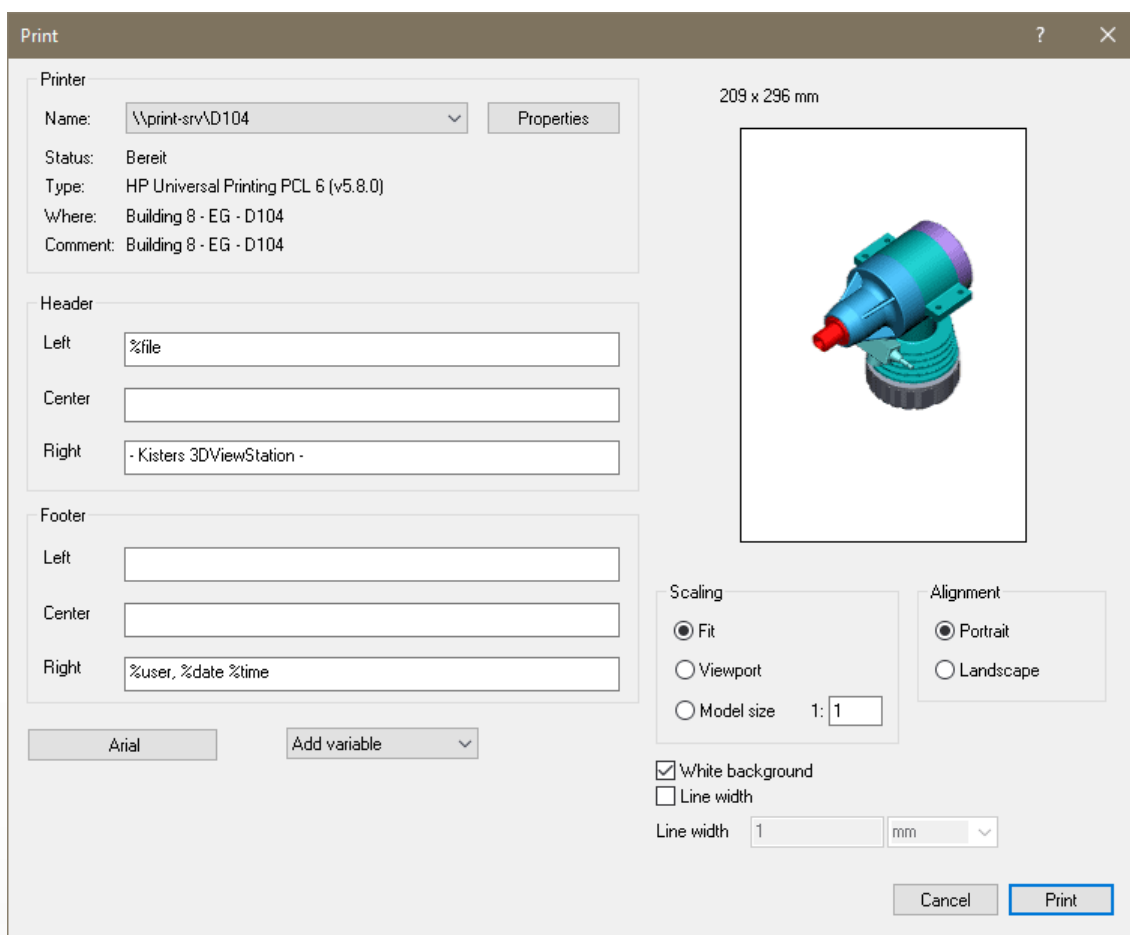 Print
?
Printer
Name: \\print-srv\D104 Properties
Status: Bereit
Type: HP Universal Printing PCL 6 (v5.8.0)
Where: Building 8 - EG - D104
Comment: Building 8 - EG - D104
Header
Left %file
Center
Right - Kisters 3DViewStation -
Footer
Left
Center
Right %user, %date %time
Arial Add variable
209 x 296 mm
Scaling
Fit
Viewport
Model size 1: 1
Alignment
Portrait
Landscape
White background
Line width
Line width 1 mm
Cancel Print